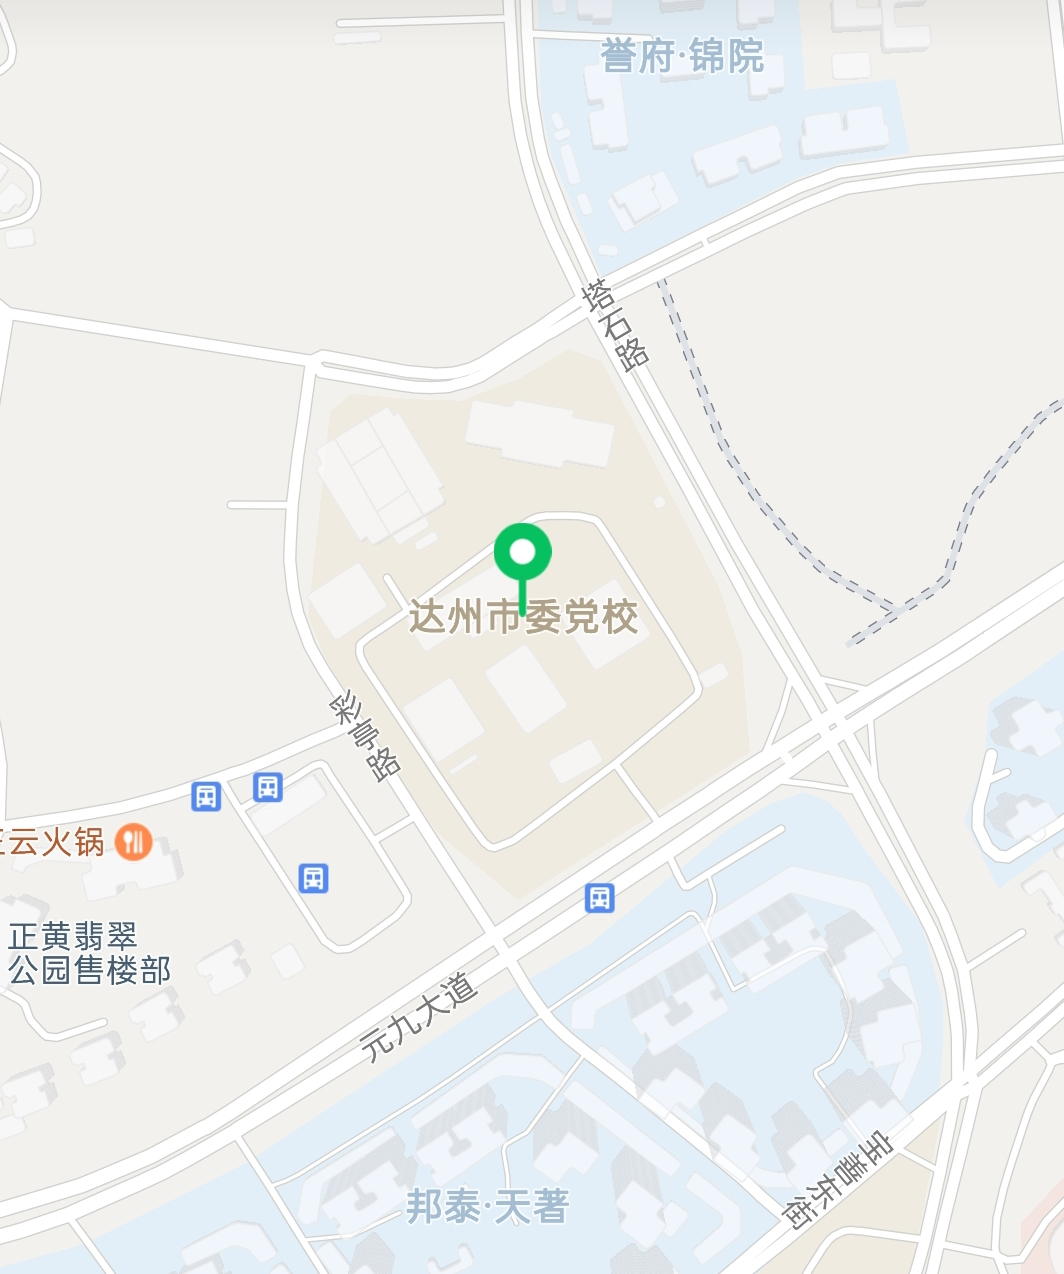 誉府·锦院
塔石路
达州市委党校
彩亭路
云火锅
正黄翡翠
公园售楼部
元九大道
邦泰·天著
宝善东街